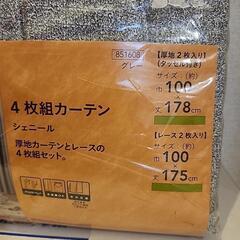 851608
グレー
【厚地2枚入り】
(タッセル付き)
サイズ：(約)
巾100
×
丈178cm
4枚組カーテン
シェニール
厚地カーテンとレースの
4枚組セット。
【レース2枚入り】
サイズ：(約)
巾100
×
丈175cm